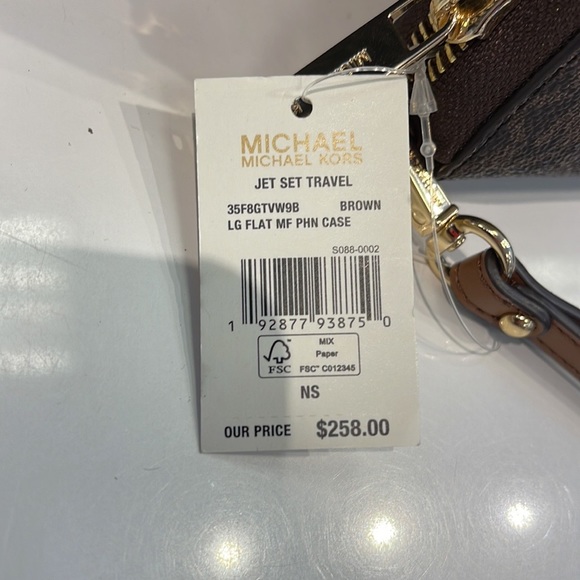 MICHAEL
MICHAEL KORS
JET SET TRAVEL
35F8GTVW9B BROWN
LG FLAT MF PHN CASE
S088-0002
1 92877 93875 0
MIX
Paper
FSC™ C012345
FSC
NS
OUR PRICE $258.00